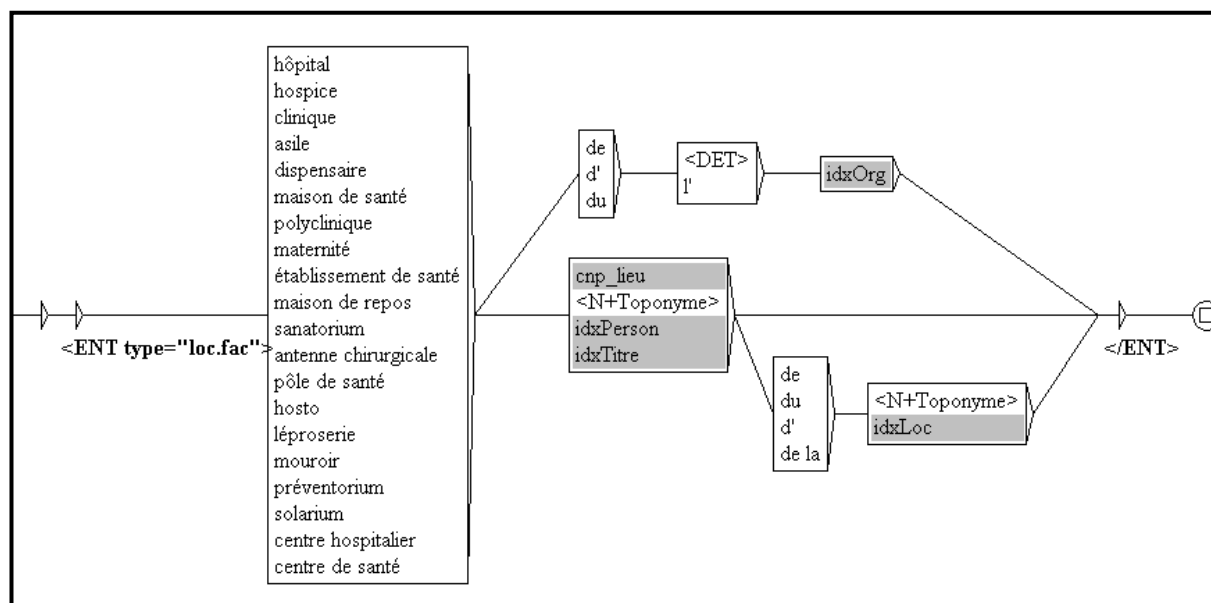 hôpital
hospice
clinique
asile
dispensaire
maison de santé
polyclinique
maternité
établissement de santé
maison de repos
sanatorium
antenne chirurgicale
pôle de santé
hosto
léproserie
mouroir
préventorium
solarium
centre hospitalier
centre de santé
<ENT type="loc.fac">
de
d'
du
<DET>
l'
idxOrg
cnp_lieu
<N+Toponyme>
idxPerson
idxTitre
de
du
d'
de la
<N+Toponyme>
idxLoc
</ENT>